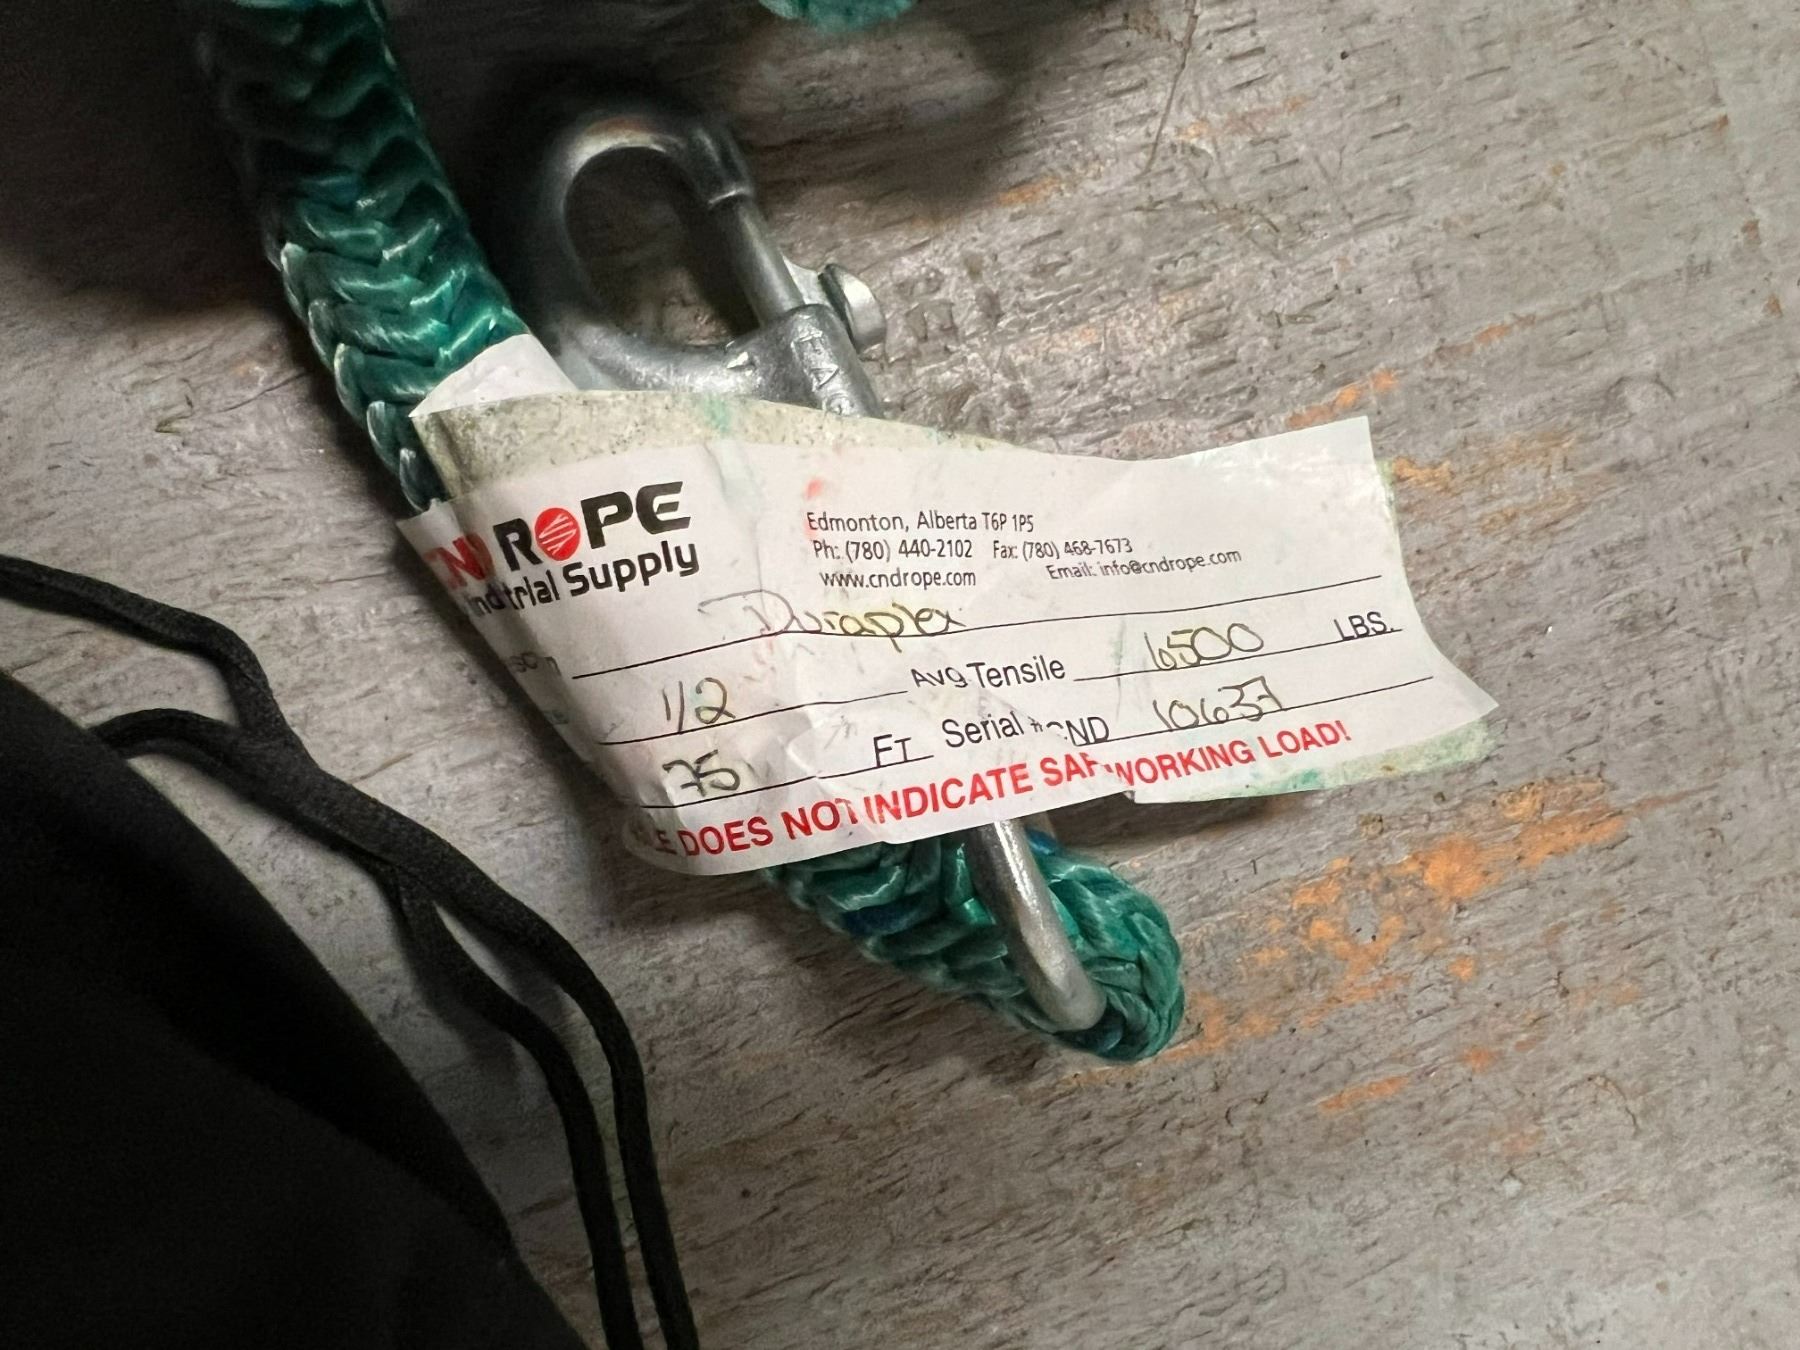 CND ROPE
Industrial Supply
Edmonton, Alberta T6P 1P5
Ph: (780) 440-2102 Fax: (780) 468-7673
www.cndrope.com Email: info@cndrope.com
Duraplex
1/2 Avg Tensile 6500 LBS.
75 FT Serial # CND 10637
LE DOES NOT INDICATE SAF WORKING LOAD!